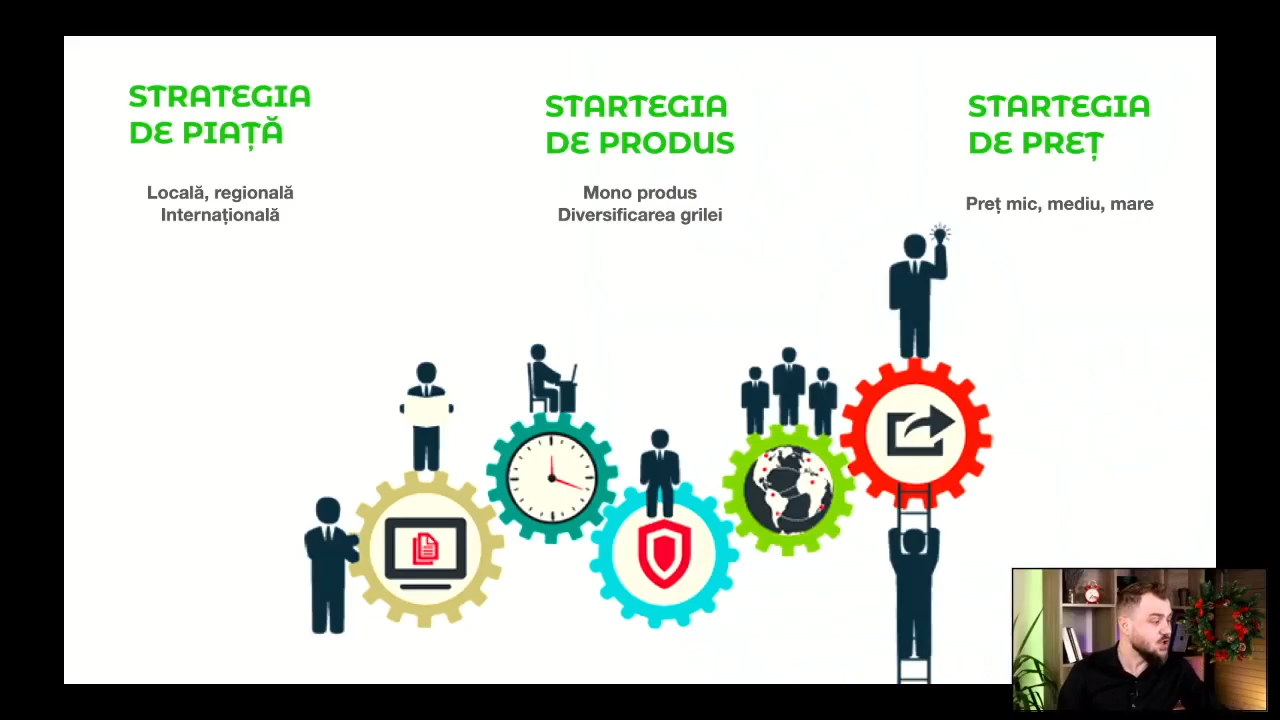 STRATEGIA
DE PIAȚĂ
Locală, regională
Internațională
STARTEGIA
DE PRODUS
Mono produs
Diversificarea grilei
STARTEGIA
DE PREȚ
Preț mic, mediu, mare